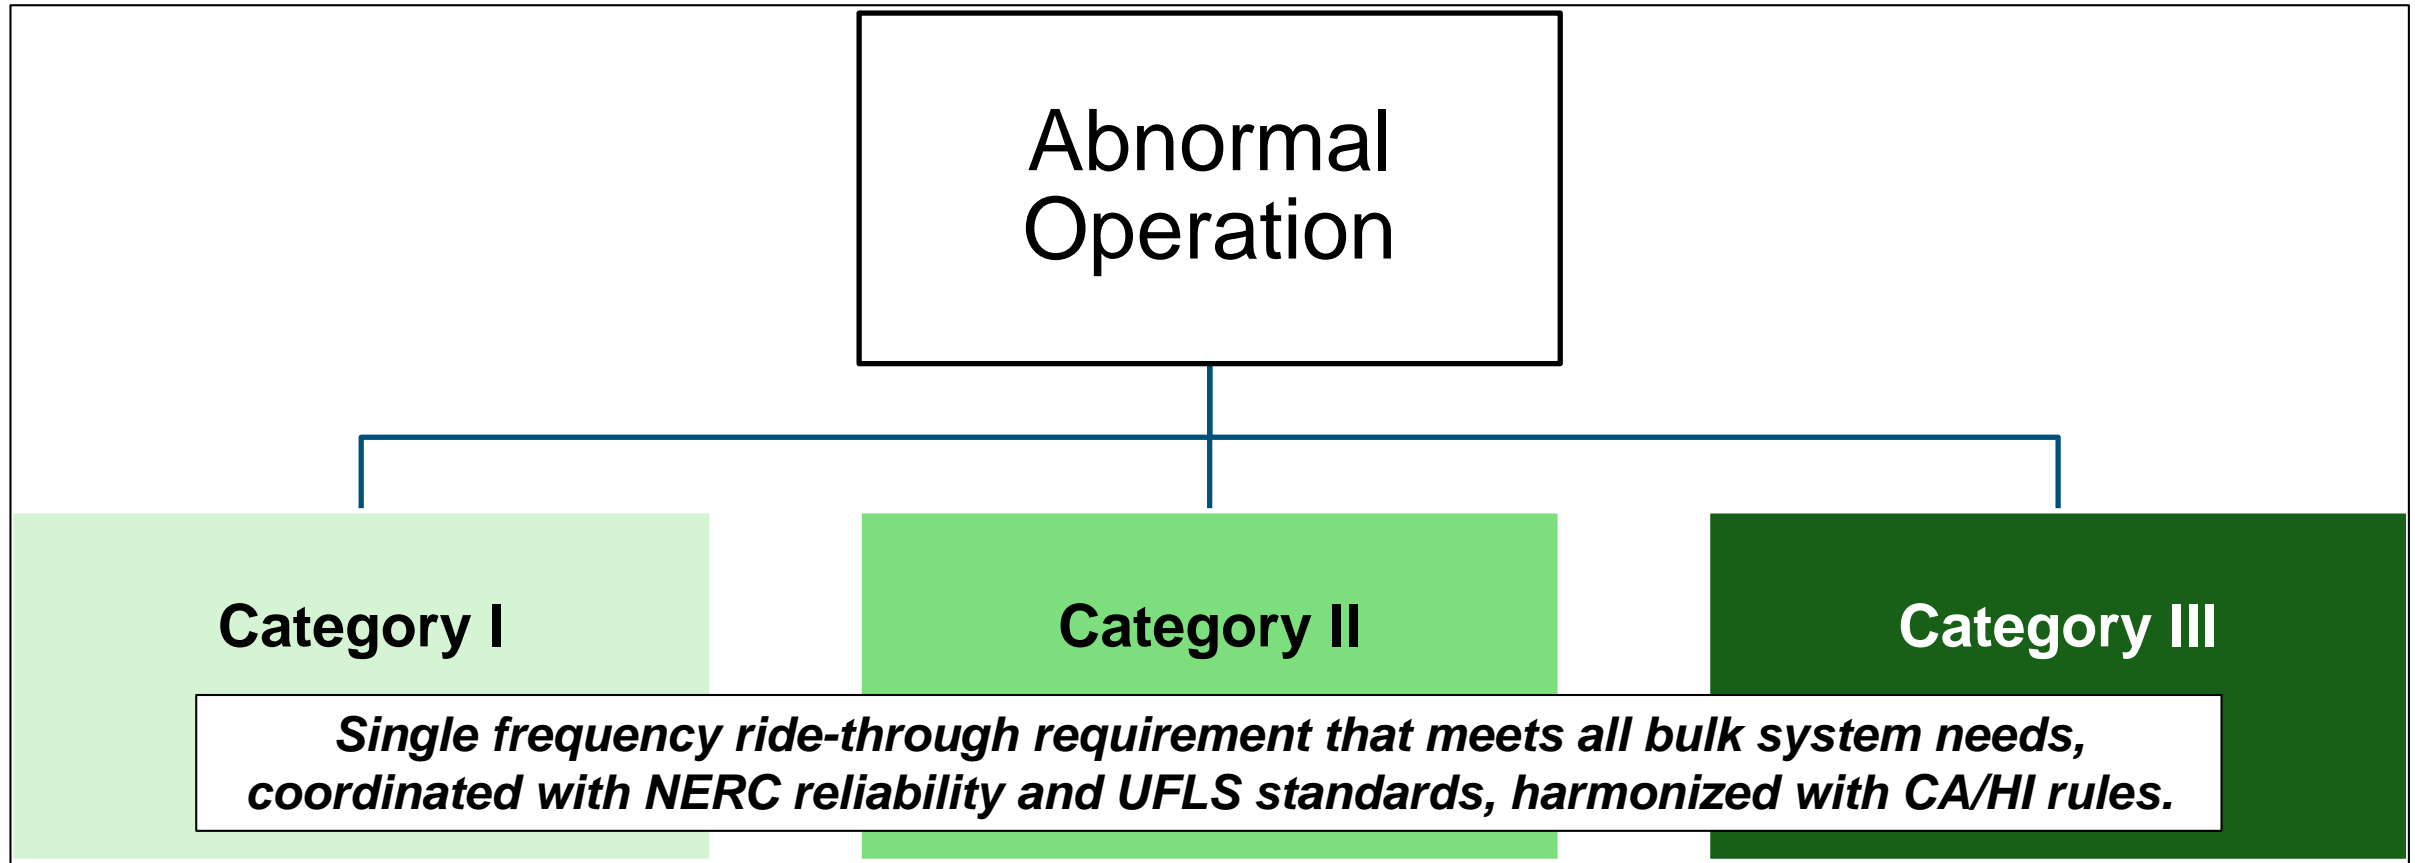 Abnormal
Operation
Category I
Category II
Category III
Single frequency ride-through requirement that meets all bulk system needs,
coordinated with NERC reliability and UFLS standards, harmonized with CA/HI rules.